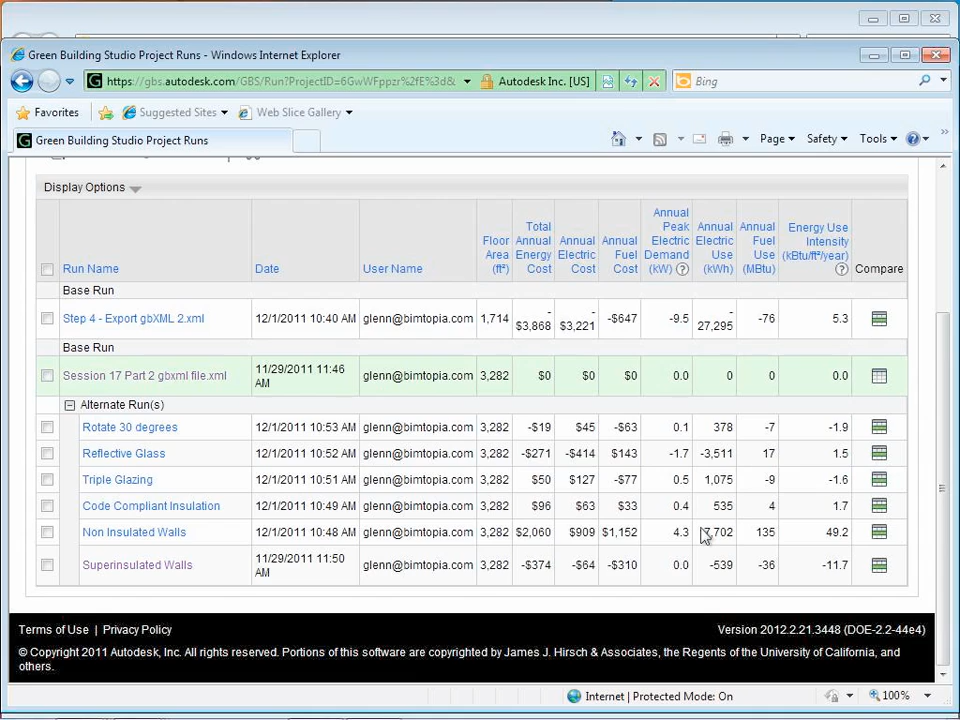 Green Building Studio Project Runs - Windows Internet Explorer
https://gbs.autodesk.com/GBS/Run?ProjectID=6GwWFppzr%2fE%3d& Autodesk Inc. [US] Bing
Favorites Suggested Sites Web Slice Gallery
Green Building Studio Project Runs Page Safety Tools
Display Options
Run Name Date User Name Floor Area (ft²) Total Annual Energy Cost Annual Electric Cost Annual Fuel Cost Annual Peak Electric Demand (kW) Annual Electric Use (kWh) Annual Fuel Use (MBtu) Energy Use Intensity (kBtu/ft²/year) Compare
Base Run
Step 4 - Export gbXML 2.xml 12/1/2011 10:40 AM glenn@bimtopia.com 1,714 -$3,868 -$3,221 -$647 -9.5 -27,295 -76 5.3
Base Run
Session 17 Part 2 gbxml file.xml 11/29/2011 11:46 AM glenn@bimtopia.com 3,282 $0 $0 $0 0.0 0 0 0.0
Alternate Run(s)
Rotate 30 degrees 12/1/2011 10:53 AM glenn@bimtopia.com 3,282 -$19 $45 -$63 0.1 378 -7 -1.9
Reflective Glass 12/1/2011 10:52 AM glenn@bimtopia.com 3,282 -$271 -$414 $143 -1.7 -3,511 17 1.5
Triple Glazing 12/1/2011 10:51 AM glenn@bimtopia.com 3,282 $50 $127 -$77 0.5 1,075 -9 -1.6
Code Compliant Insulation 12/1/2011 10:49 AM glenn@bimtopia.com 3,282 $96 $63 $33 0.4 535 4 1.7
Non Insulated Walls 12/1/2011 10:48 AM glenn@bimtopia.com 3,282 $2,060 $909 $1,152 4.3 135 49.2
Superinsulated Walls 11/29/2011 11:50 AM glenn@bimtopia.com 3,282 -$374 -$64 -$310 0.0 -539 -36 -11.7
Terms of Use | Privacy Policy Version 2012.2.21.3448 (DOE-2.2-44e4)
© Copyright 2011 Autodesk, Inc. All rights reserved. Portions of this software are copyrighted by James J. Hirsch & Associates, the Regents of the University of California, and
others.
Internet | Protected Mode: On 100%